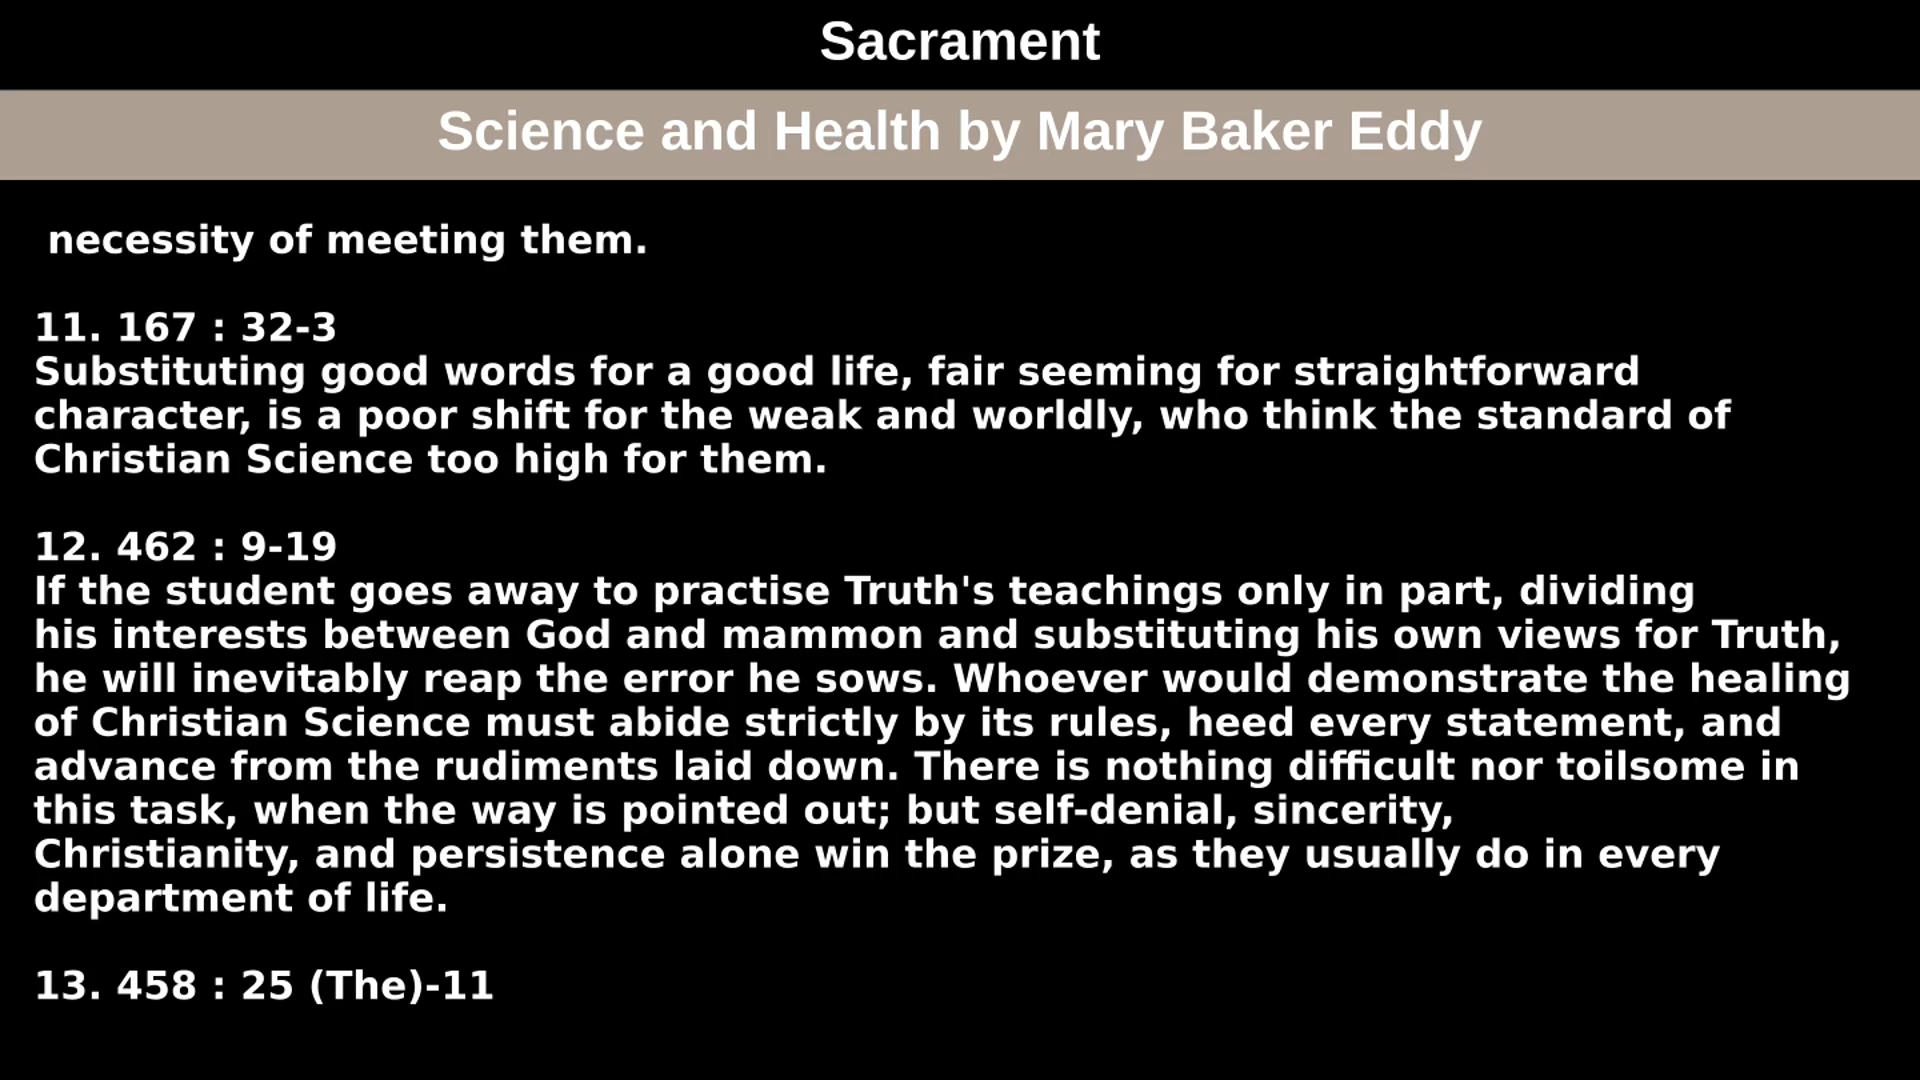 Sacrament
Science and Health by Mary Baker Eddy
necessity of meeting them.
11. 167 : 32-3
Substituting good words for a good life, fair seeming for straightforward
character, is a poor shift for the weak and worldly, who think the standard of
Christian Science too high for them.
12. 462 : 9-19
If the student goes away to practise Truth's teachings only in part, dividing
his interests between God and mammon and substituting his own views for Truth,
he will inevitably reap the error he sows. Whoever would demonstrate the healing
of Christian Science must abide strictly by its rules, heed every statement, and
advance from the rudiments laid down. There is nothing difficult nor toilsome in
this task, when the way is pointed out; but self-denial, sincerity,
Christianity, and persistence alone win the prize, as they usually do in every
department of life.
13. 458 : 25 (The)-11